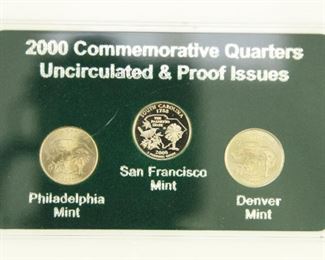 2000 Commemorative Quarters
Uncirculated & Proof Issues
SOUTH CAROLINA
1788
2000
San Francisco
Mint
Philadelphia
Mint
Denver
Mint